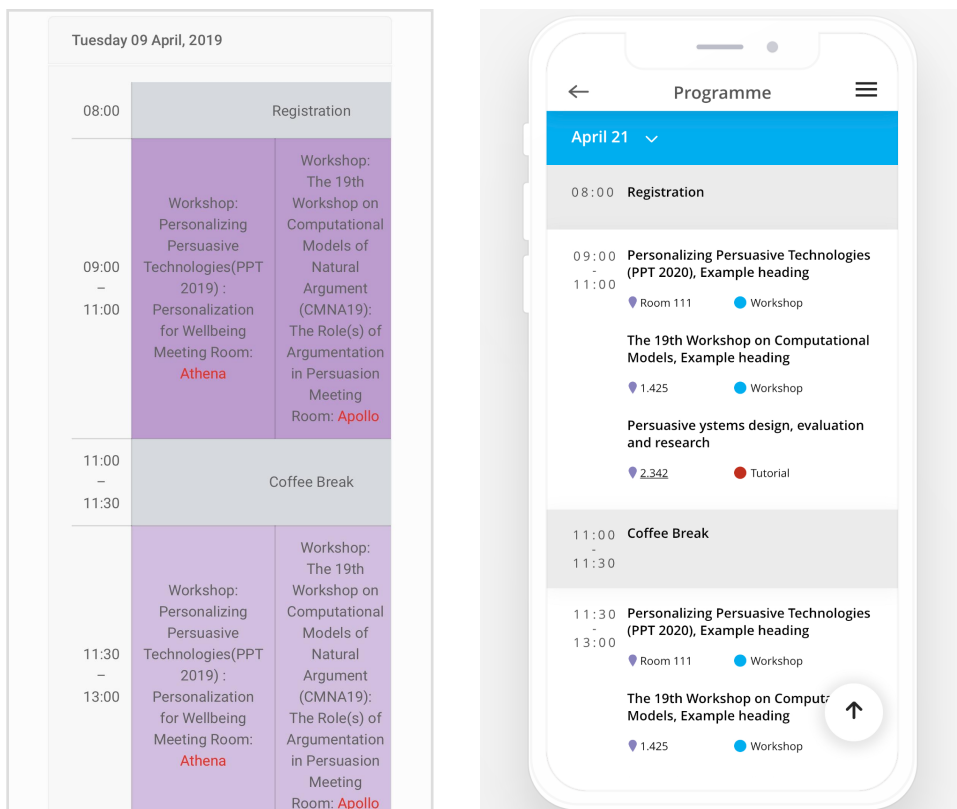 Tuesday 09 April, 2019
08:00
Registration
09:00
–
11:00
Workshop:
Personalizing
Persuasive
Technologies(PPT
2019) :
Personalization
for Wellbeing
Meeting Room:
Athena
Workshop:
The 19th
Workshop on
Computational
Models of
Natural
Argument
(CMNA19):
The Role(s) of
Argumentation
in Persuasion
Meeting
Room: Apollo
11:00
–
11:30
Coffee Break
11:30
–
13:00
Workshop:
Personalizing
Persuasive
Technologies(PPT
2019) :
Personalization
for Wellbeing
Meeting Room:
Athena
Workshop:
The 19th
Workshop on
Computational
Models of
Natural
Argument
(CMNA19):
The Role(s) of
Argumentation
in Persuasion
Meeting
Room: Apollo
Programme
April 21
08:00 Registration
09:00
-
11:00
Personalizing Persuasive Technologies
(PPT 2020), Example heading
Room 111 Workshop
The 19th Workshop on Computational
Models, Example heading
1.425 Workshop
Persuasive ystems design, evaluation
and research
2.342 Tutorial
11:00
-
11:30
Coffee Break
11:30
-
13:00
Personalizing Persuasive Technologies
(PPT 2020), Example heading
Room 111 Workshop
The 19th Workshop on Computa
Models, Example heading
1.425 Workshop